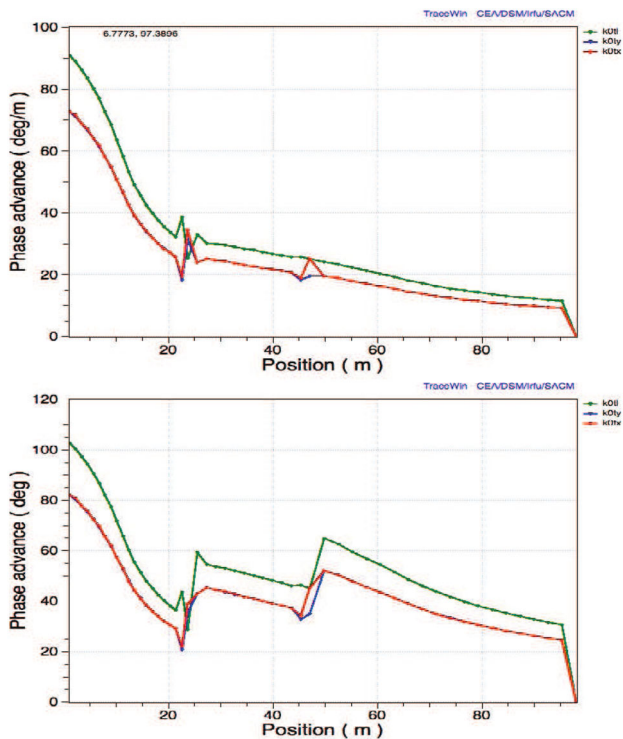 TraceWin CEA/DSM/Irfu/SACM
6.7773, 97.3896
k0tl
k0ty
k0tx
Phase advance ( deg/m )
100
80
60
40
20
0
20 40 60 80
Position ( m )
TraceWin CEA/DSM/Irfu/SACM
k0tl
k0ty
k0tx
Phase advance ( deg )
120
100
80
60
40
20
0
20 40 60 80
Position ( m )